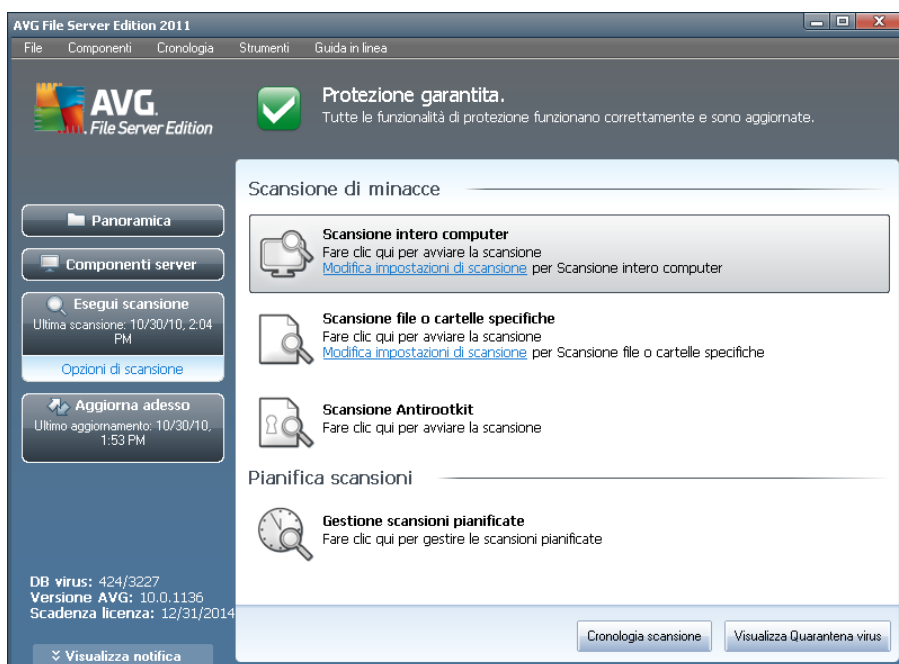 AVG File Server Edition 2011
File Componenti Cronologia Strumenti Guida in linea
AVG.
File Server Edition
Protezione garantita.
Tutte le funzionalità di protezione funzionano correttamente e sono aggiornate.
Panoramica
Componenti server
Esegui scansione
Ultima scansione: 10/30/10, 2:04
PM
Opzioni di scansione
Aggiorna adesso
Ultimo aggiornamento: 10/30/10,
1:53 PM
DB virus: 424/3227
Versione AVG: 10.0.1136
Scadenza licenza: 12/31/2014
Visualizza notifica
Scansione di minacce
Scansione intero computer
Fare clic qui per avviare la scansione
Modifica impostazioni di scansione per Scansione intero computer
Scansione file o cartelle specifiche
Fare clic qui per avviare la scansione
Modifica impostazioni di scansione per Scansione file o cartelle specifiche
Scansione Antirootkit
Fare clic qui per avviare la scansione
Pianifica scansioni
Gestione scansioni pianificate
Fare clic qui per gestire le scansioni pianificate
Cronologia scansione
Visualizza Quarantena virus